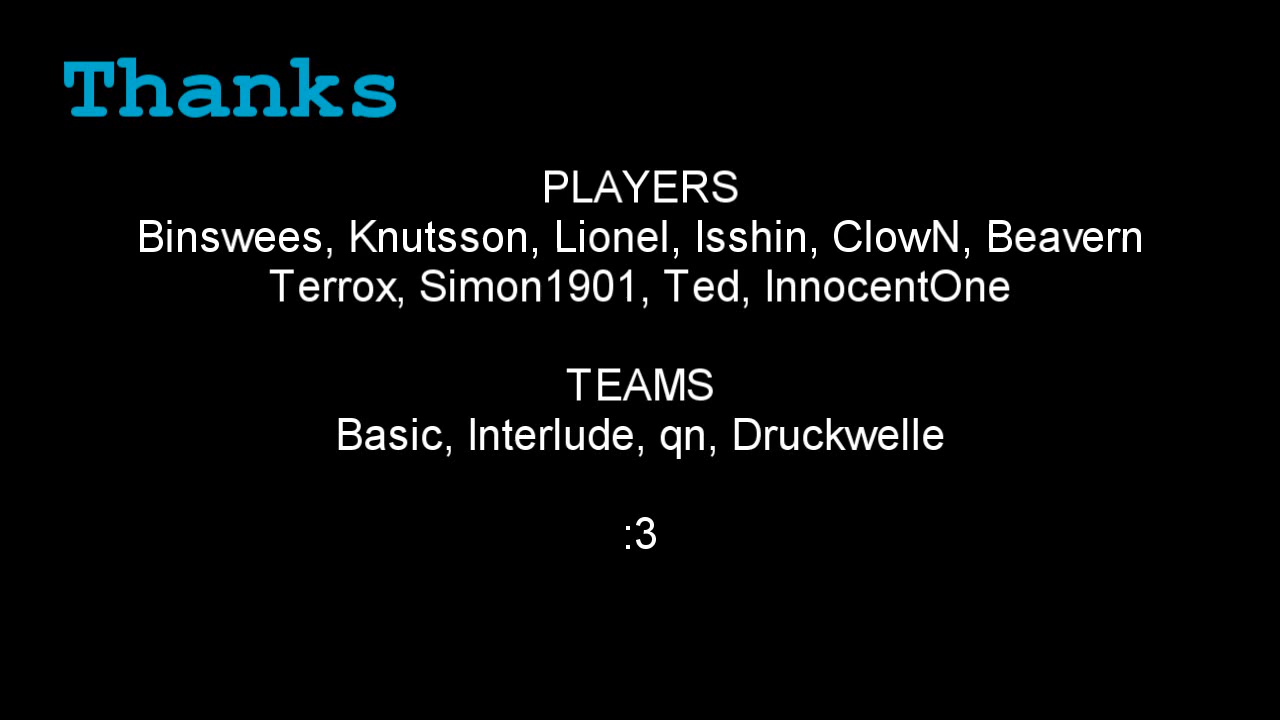 Thanks
PLAYERS
Binswees, Knutsson, Lionel, Isshin, ClowN, Beavern
Terrox, Simon1901, Ted, InnocentOne
TEAMS
Basic, Interlude, qn, Druckwelle
:3